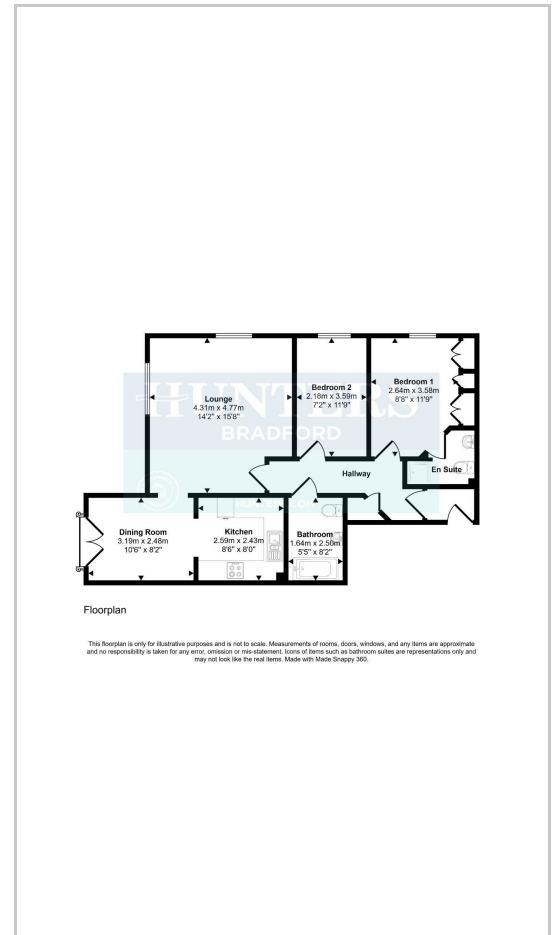 HUNTERS
BRADFORD
Lounge
4.31m x 4.77m
14'2" x 15'8"
Bedroom 2
2.18m x 3.59m
7'2" x 11'9"
Bedroom 1
2.64m x 3.58m
8'8" x 11'9"
En Suite
Hallway
Dining Room
3.19m x 2.48m
10'6" x 8'2"
Kitchen
2.59m x 2.43m
8'6" x 8'0"
Bathroom
1.64m x 2.50m
5'5" x 8'2"
Floorplan
This floorplan is only for illustrative purposes and is not to scale. Measurements of rooms, doors, windows, and any items are approximate
and no responsibility is taken for any error, omission or mis-statement. Icons of items such as bathroom suites are representations only and
may not look like the real items. Made with Made Snappy 360.